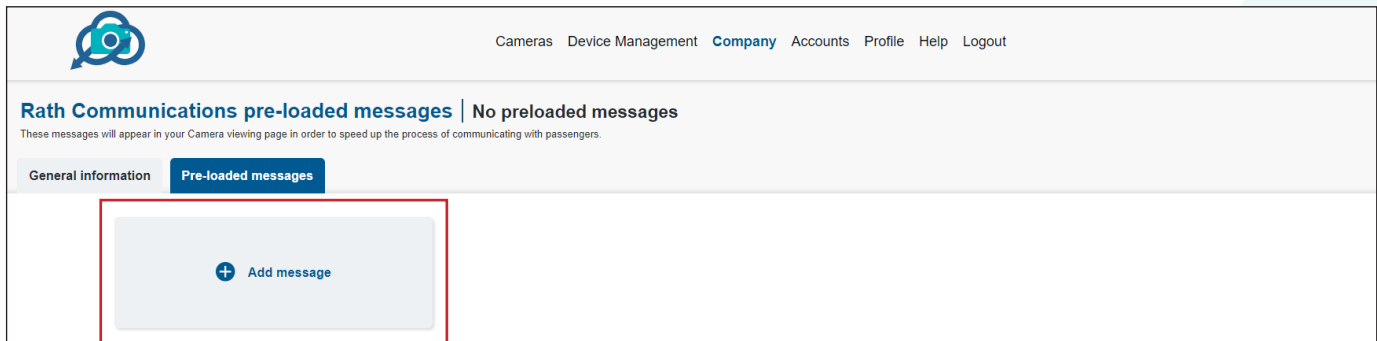 Cameras Device Management Company Accounts Profile Help Logout
Rath Communications pre-loaded messages | No preloaded messages
These messages will appear in your Camera viewing page in order to speed up the process of communicating with passengers.
General information Pre-loaded messages
Add message